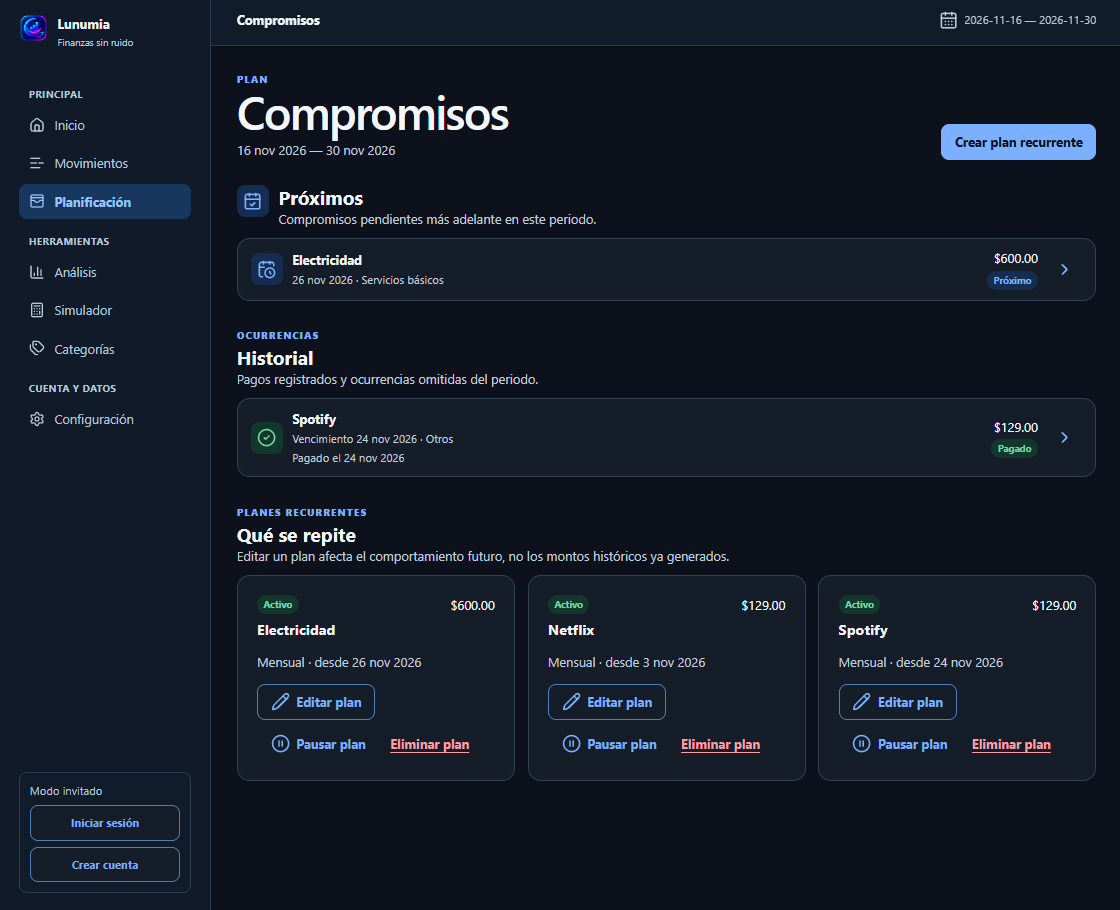 Lunumia
Finanzas sin ruido
PRINCIPAL
Inicio
Movimientos
Planificación
HERRAMIENTAS
Análisis
Simulador
Categorías
CUENTA Y DATOS
Configuración
Modo invitado
Iniciar sesión
Crear cuenta
Compromisos
2026-11-16 — 2026-11-30
PLAN
Compromisos
16 nov 2026 — 30 nov 2026
Crear plan recurrente
Próximos
Compromisos pendientes más adelante en este periodo.
Electricidad
26 nov 2026 · Servicios básicos
$600.00
Próximo
OCURRENCIAS
Historial
Pagos registrados y ocurrencias omitidas del periodo.
Spotify
Vencimiento 24 nov 2026 · Otros
Pagado el 24 nov 2026
$129.00
Pagado
PLANES RECURRENTES
Qué se repite
Editar un plan afecta el comportamiento futuro, no los montos históricos ya generados.
Activo
$600.00
Electricidad
Mensual · desde 26 nov 2026
Editar plan
Pausar plan
Eliminar plan
Activo
$129.00
Netflix
Mensual · desde 3 nov 2026
Editar plan
Pausar plan
Eliminar plan
Activo
$129.00
Spotify
Mensual · desde 24 nov 2026
Editar plan
Pausar plan
Eliminar plan